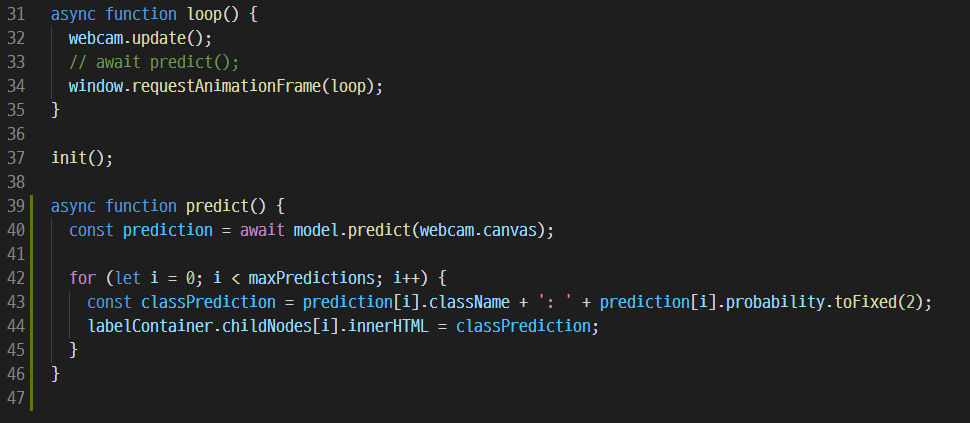 31 async function loop() {
32 webcam.update();
33 // await predict();
34 window.requestAnimationFrame(loop);
35 }
36
37 init();
38
39 async function predict() {
40 const prediction = await model.predict(webcam.canvas);
41
42 for (let i = 0; i < maxPredictions; i++) {
43 const classPrediction = prediction[i].className + ': ' + prediction[i].probability.toFixed(2);
44 labelContainer.childNodes[i].innerHTML = classPrediction;
45 }
46 }
47